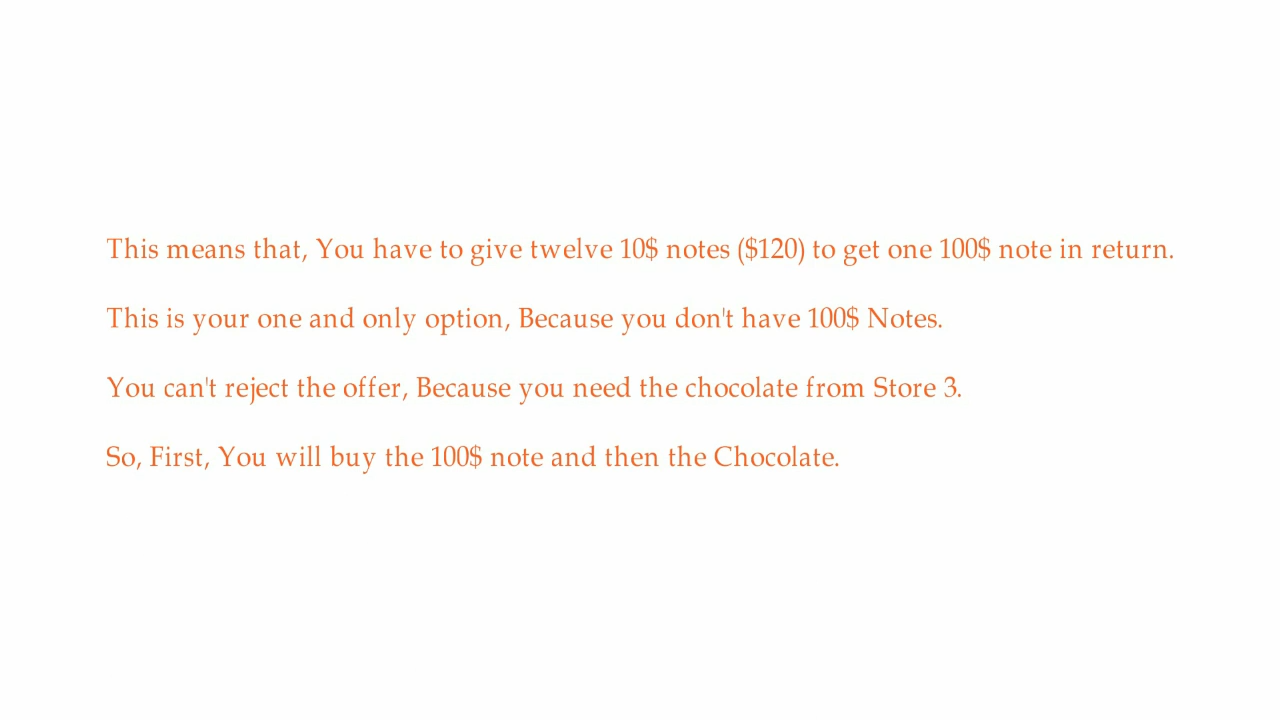 This means that, You have to give twelve 10$ notes ($120) to get one 100$ note in return.
This is your one and only option, Because you don't have 100$ Notes.
You can't reject the offer, Because you need the chocolate from Store 3.
So, First, You will buy the 100$ note and then the Chocolate.